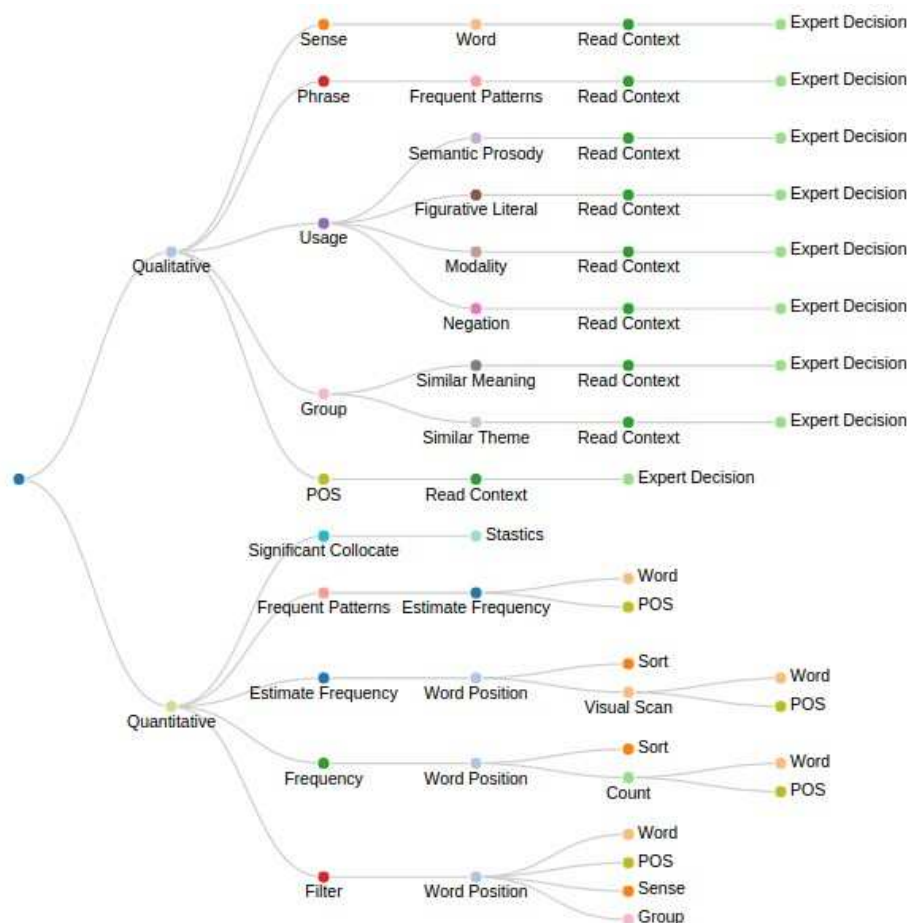 Sense Word Read Context Expert Decision
Phrase Frequent Patterns Read Context Expert Decision
Semantic Prosody Read Context Expert Decision
Figurative Literal Read Context Expert Decision
Usage
Modality Read Context Expert Decision
Qualitative
Negation Read Context Expert Decision
Similar Meaning Read Context Expert Decision
Group
Similar Theme Read Context Expert Decision
POS Read Context Expert Decision
Significant Collocate Stastics
Word
Frequent Patterns Estimate Frequency
POS
Sort
Estimate Frequency Word Position Word
Visual Scan POS
Quantitative
Sort
Frequency Word Position Word
Count POS
Word
POS
Filter Word Position Sense
Group